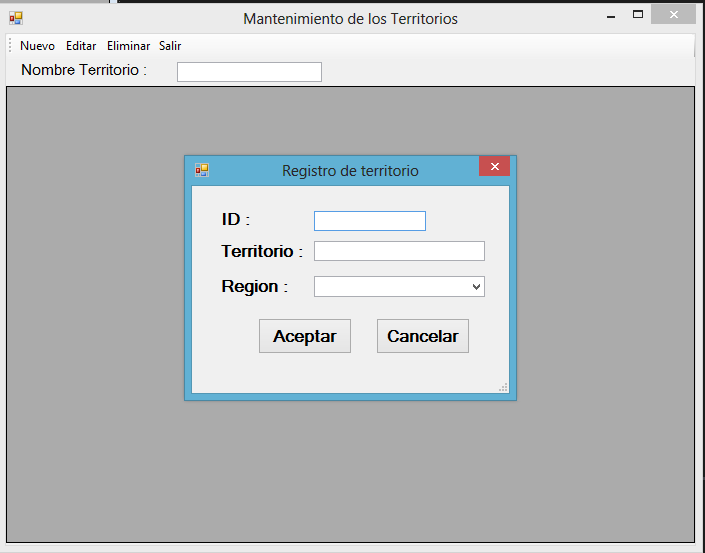 Mantenimiento de los Territorios
Nuevo Editar Eliminar Salir
Nombre Territorio :
Registro de territorio
ID :
Territorio :
Region :
Aceptar Cancelar